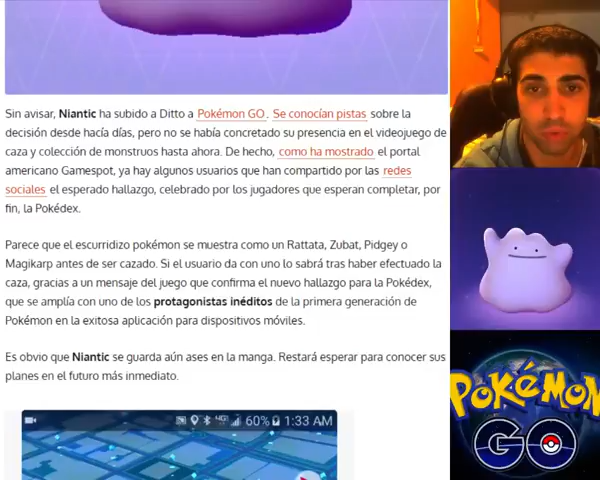 Sin avisar, Niantic ha subido a Ditto a Pokémon GO. Se conocían pistas sobre la
decisión desde hacía días, pero no se había concretado su presencia en el videojuego de
caza y colección de monstruos hasta ahora. De hecho, como ha mostrado el portal
americano Gamespot, ya hay algunos usuarios que han compartido por las redes
sociales el esperado hallazgo, celebrado por los jugadores que esperan completar, por
fin, la Pokédex.
Parece que el escurridizo pokémon se muestra como un Rattata, Zubat, Pidgey o
Magikarp antes de ser cazado. Si el usuario da con uno lo sabrá tras haber efectuado la
caza, gracias a un mensaje del juego que confirma el nuevo hallazgo para la Pokédex,
que se amplía con uno de los protagonistas inéditos de la primera generación de
Pokémon en la exitosa aplicación para dispositivos móviles.
Es obvio que Niantic se guarda aún ases en la manga. Restará esperar para conocer sus
planes en el futuro más inmediato.
60% 1:33 AM
POKÉMON
GO